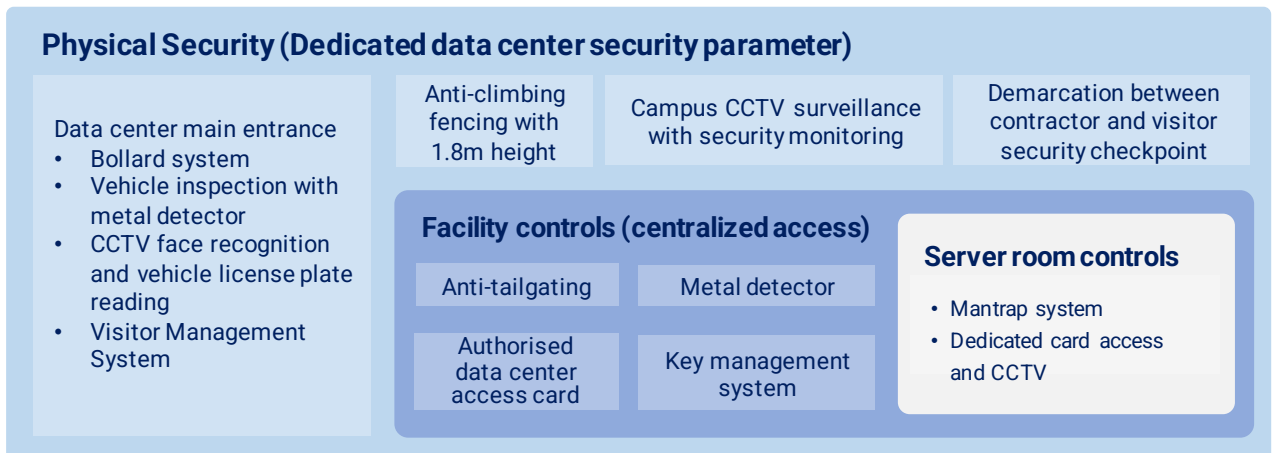 Physical Security (Dedicated data center security parameter)
Data center main entrance
• Bollard system
• Vehicle inspection with
metal detector
• CCTV face recognition
and vehicle license plate
reading
• Visitor Management
System
Anti-climbing
fencing with
1.8m height
Campus CCTV surveillance
with security monitoring
Demarcation between
contractor and visitor
security checkpoint
Facility controls (centralized access)
Anti-tailgating
Metal detector
Authorised
data center
access card
Key management
system
Server room controls
• Mantrap system
• Dedicated card access
and CCTV